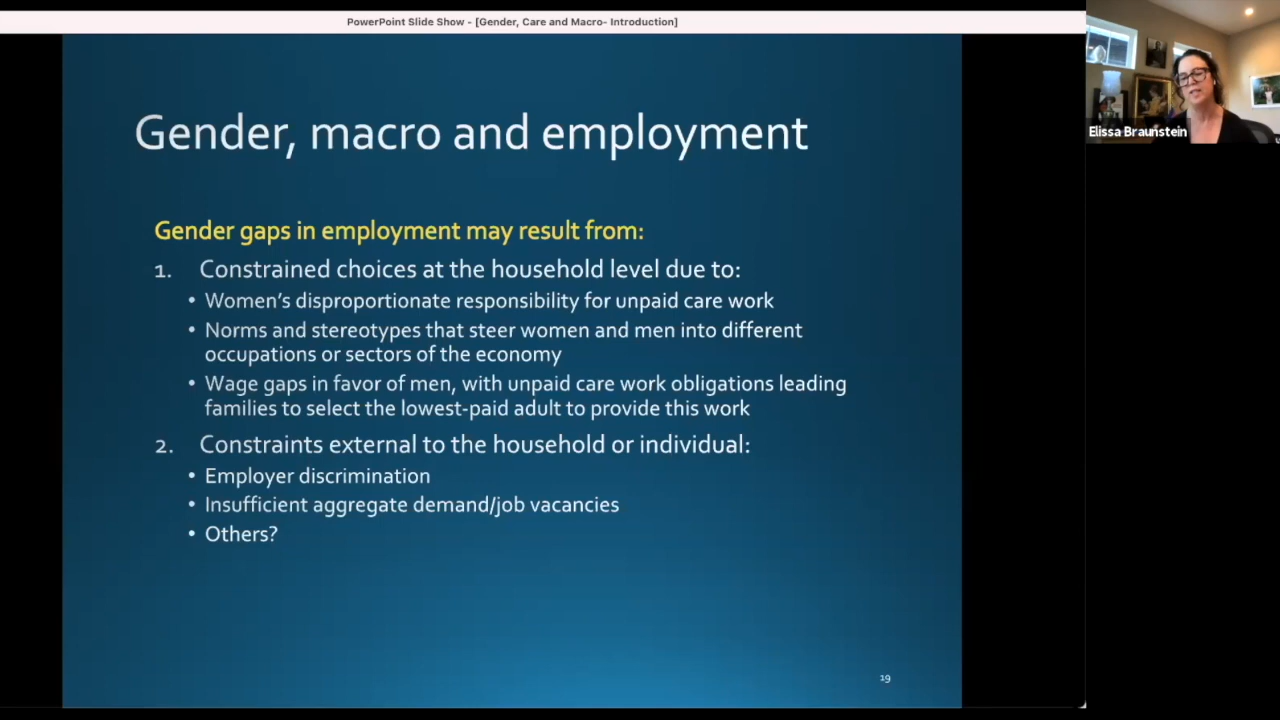 PowerPoint Slide Show - [Gender, Care and Macro- Introduction]
Elissa Braunstein
Gender, macro and employment
Gender gaps in employment may result from:
1. Constrained choices at the household level due to:
• Women's disproportionate responsibility for unpaid care work
• Norms and stereotypes that steer women and men into different
occupations or sectors of the economy
• Wage gaps in favor of men, with unpaid care work obligations leading
families to select the lowest-paid adult to provide this work
2. Constraints external to the household or individual:
• Employer discrimination
• Insufficient aggregate demand/job vacancies
• Others?
19